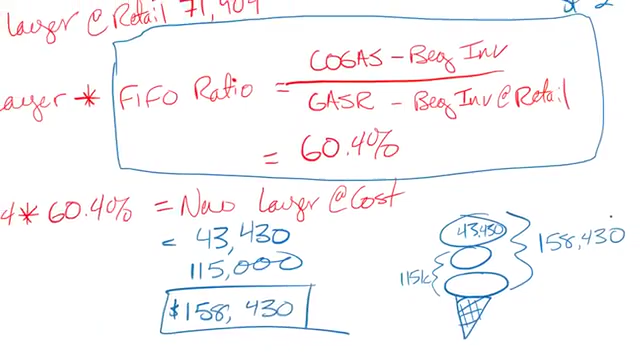 Layer @ Retail 71,904
Layer * FIFO Ratio = COGAS - Beg Inv
GASR - Beg Inv @ Retail
= 60.4%
4 * 60.4% = New Layer @ Cost
= 43,430
115,000
$158,430
43,430
115k
158,430